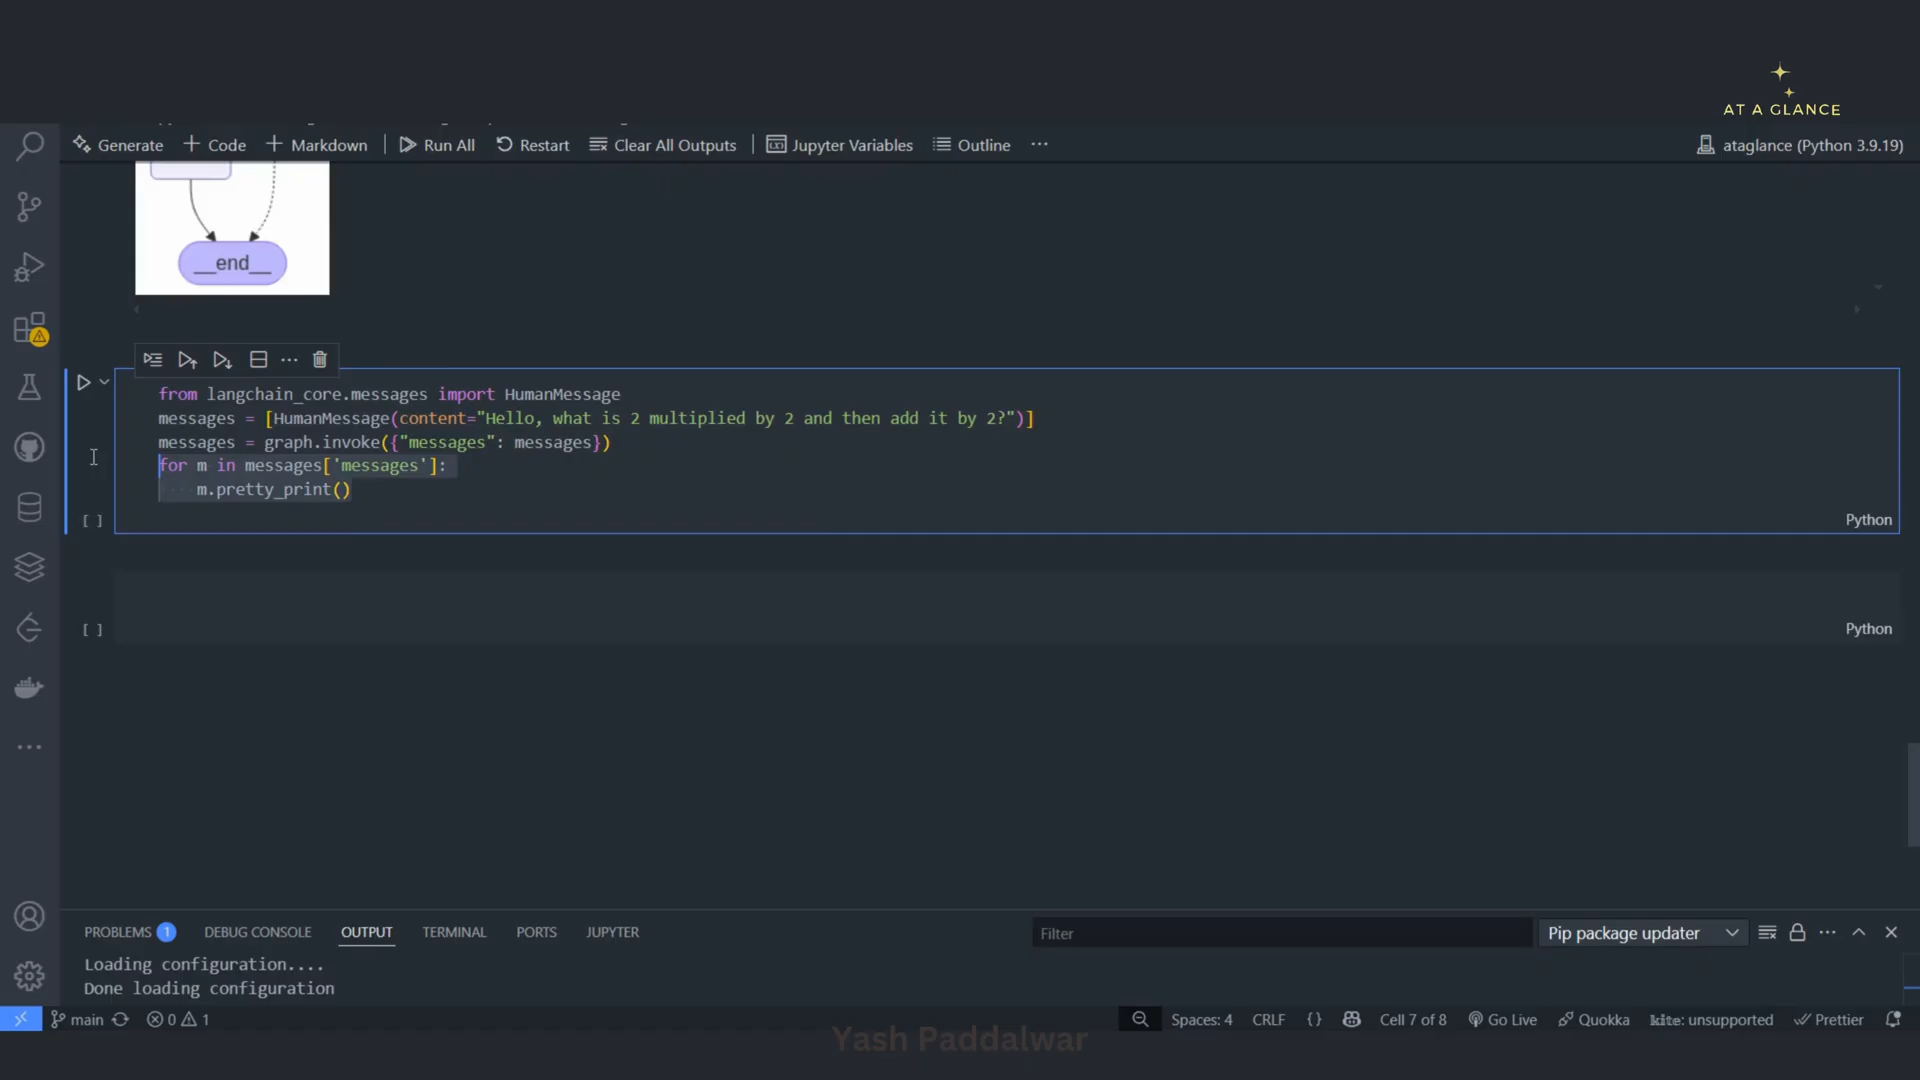 AT A GLANCE
Generate Code Markdown Run All Restart Clear All Outputs Jupyter Variables Outline ... ataglance (Python 3.9.19)
__end__
from langchain_core.messages import HumanMessage
messages = [HumanMessage(content="Hello, what is 2 multiplied by 2 and then add it by 2?")]
messages = graph.invoke({"messages": messages})
for m in messages['messages']:
m.pretty_print()
[ ] Python
[ ] Python
PROBLEMS 1 DEBUG CONSOLE OUTPUT TERMINAL PORTS JUPYTER Filter Pip package updater
Loading configuration....
Done loading configuration
main 0 1 Spaces: 4 CRLF {} Cell 7 of 8 Go Live Quokka kite: unsupported Prettier
Yash Paddalwar